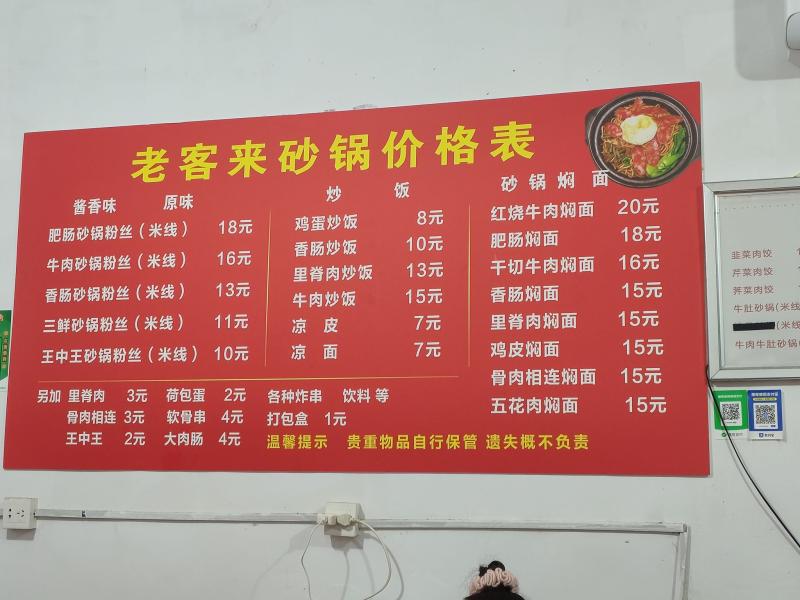 老客来砂锅价格表
酱香味 原味
肥肠砂锅粉丝（米线） 18元
牛肉砂锅粉丝（米线） 16元
香肠砂锅粉丝（米线） 13元
三鲜砂锅粉丝（米线） 11元
王中王砂锅粉丝（米线） 10元
炒 饭
鸡蛋炒饭 8元
香肠炒饭 10元
里脊肉炒饭 13元
牛肉炒饭 15元
凉 皮 7元
凉 面 7元
砂锅焖面
红烧牛肉焖面 20元
肥肠焖面 18元
干切牛肉焖面 16元
香肠焖面 15元
里脊肉焖面 15元
鸡皮焖面 15元
骨肉相连焖面 15元
五花肉焖面 15元
另加 里脊肉 3元 荷包蛋 2元 各种炸串 饮料 等
骨肉相连 3元 软骨串 4元 打包盒 1元
王中王 2元 大肉肠 4元
温馨提示 贵重物品自行保管 遗失概不负责
韭菜肉饺
芹菜肉饺
荠菜肉饺
牛肚砂锅(米线
(米线
牛肉牛肚砂锅